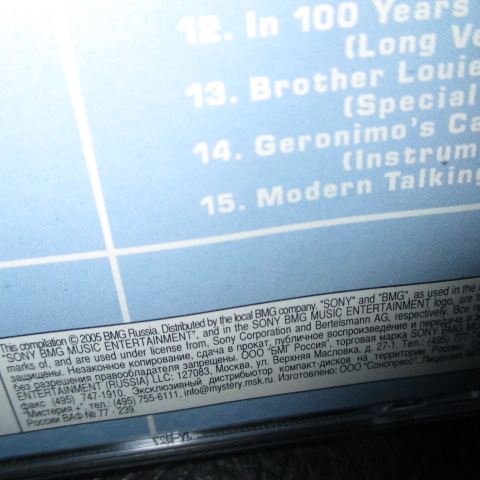 12. In 100 Years
(Long Ve
13. Brother Louie
(Special
14. Geronimo's Ca
(Instrum
15. Modern Talking
This compilation © 2005 BMG Russia. Distributed by the local BMG company. "SONY" and "BMG", as used in the
"SONY BMG MUSIC ENTERTAINMENT", and in the SONY BMG MUSIC ENTERTAINMENT logo, are
marks of, and are used under license from, Sony Corporation and Bertelsmann AG, respectively. Все
защищены. Незаконное копирование, сдача в прокат, публичное воспроизведение и передача в
без разрешения правообладателя запрещены. ООО "БМГ Россия", торговая марка SONY BMG
ENTERTAINMENT (RUSSIA) LLC: 127083, Москва, ул. Верхняя Масловка, д. 27-1. Тел.: (495) 777
факс (495) 747-1910. Эксклюзивный дистрибьютор компакт-дисков на территории России
"Мистерия +" тел.: (495) 755-6111, info@mystery.msk.ru. Изготовлено: ООО "Сонопресс". Лицензия
России ВАФ № 77 - 239.